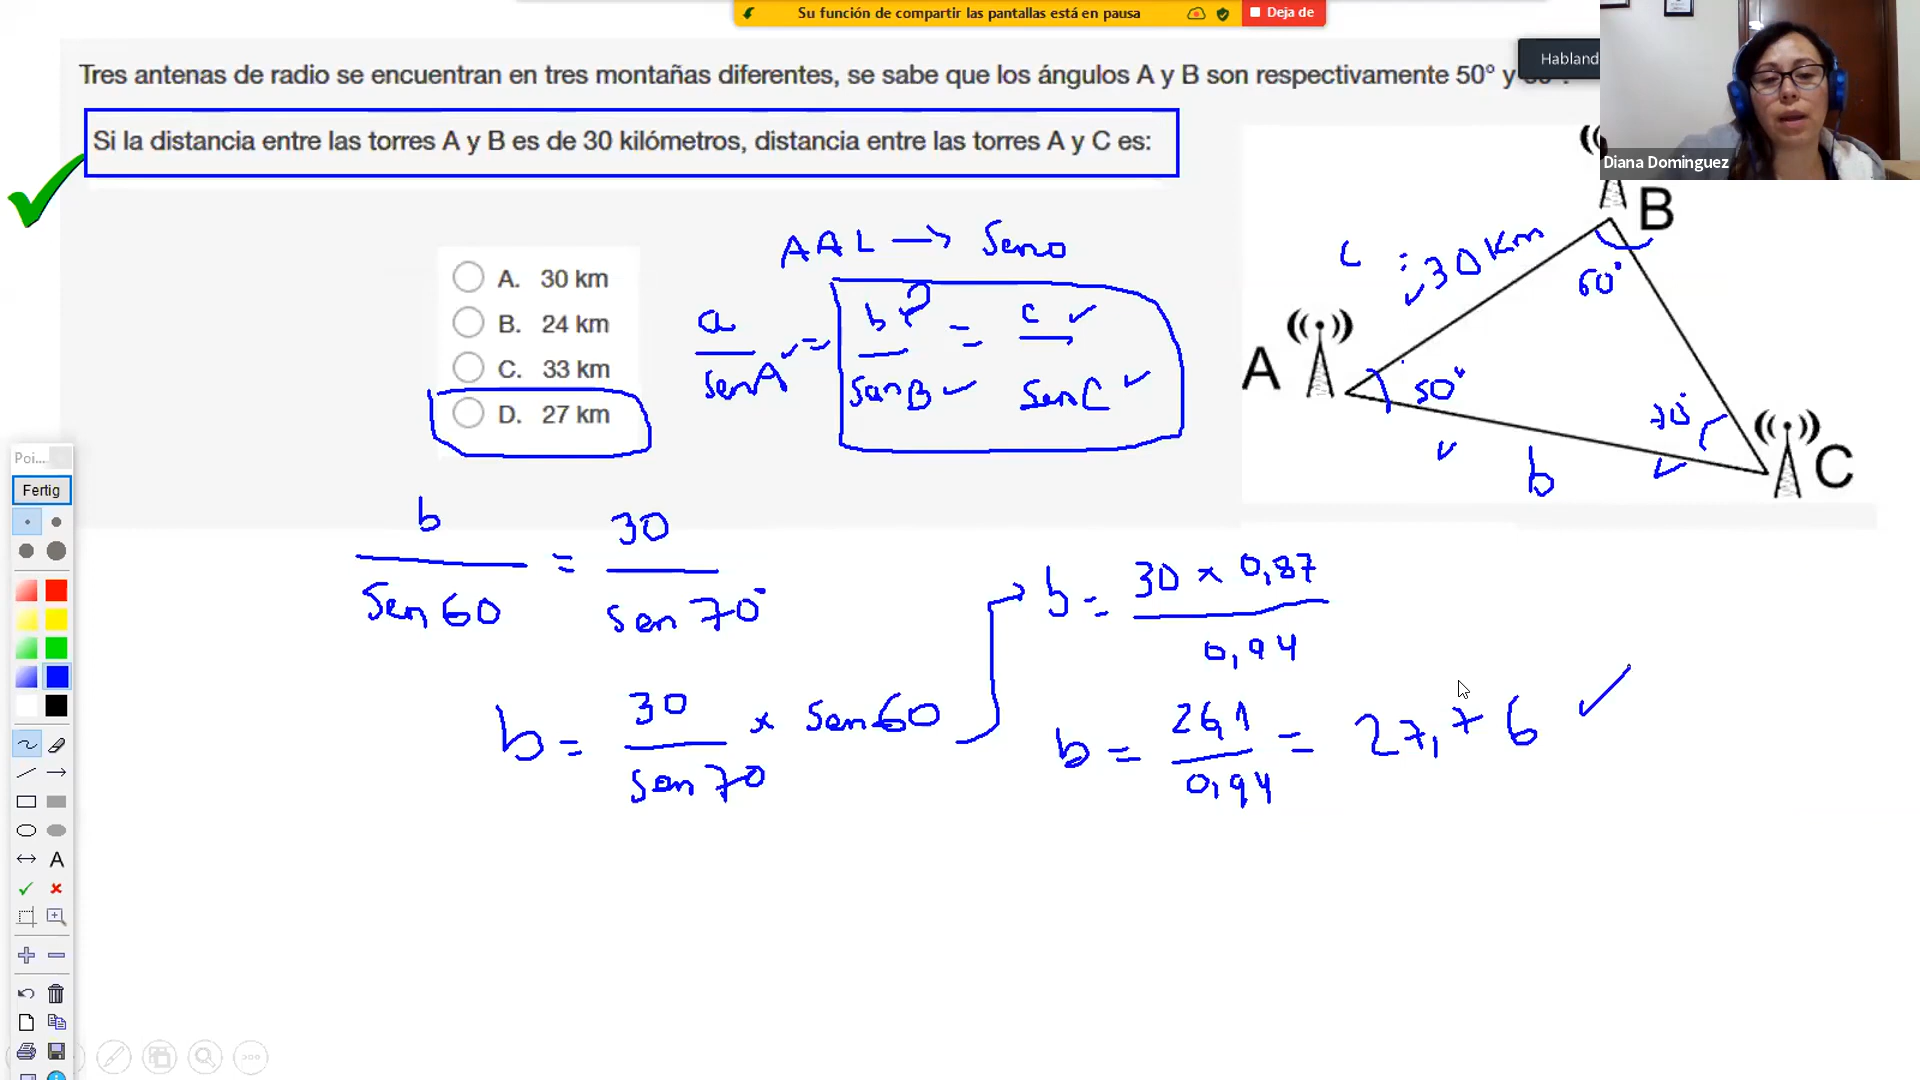 Su función de compartir las pantallas está en pausa
Deja de
Tres antenas de radio se encuentran en tres montañas diferentes, se sabe que los ángulos A y B son respectivamente 50° y
Habland
Diana Dominguez
Si la distancia entre las torres A y B es de 30 kilómetros, distancia entre las torres A y C es:
AAL → Seno
A. 30 km
B. 24 km
C. 33 km
D. 27 km
a/senA = b?/senB = c/senC
B
c = 30 Km
60°
A
50°
70°
b
C
Poi...
Fertig
b/Sen 60 = 30/sen 70°
b = 30/sen 70 x sen 60
b = 30 x 0,87/0,94
b = 26,1/0,94 = 27,76
A